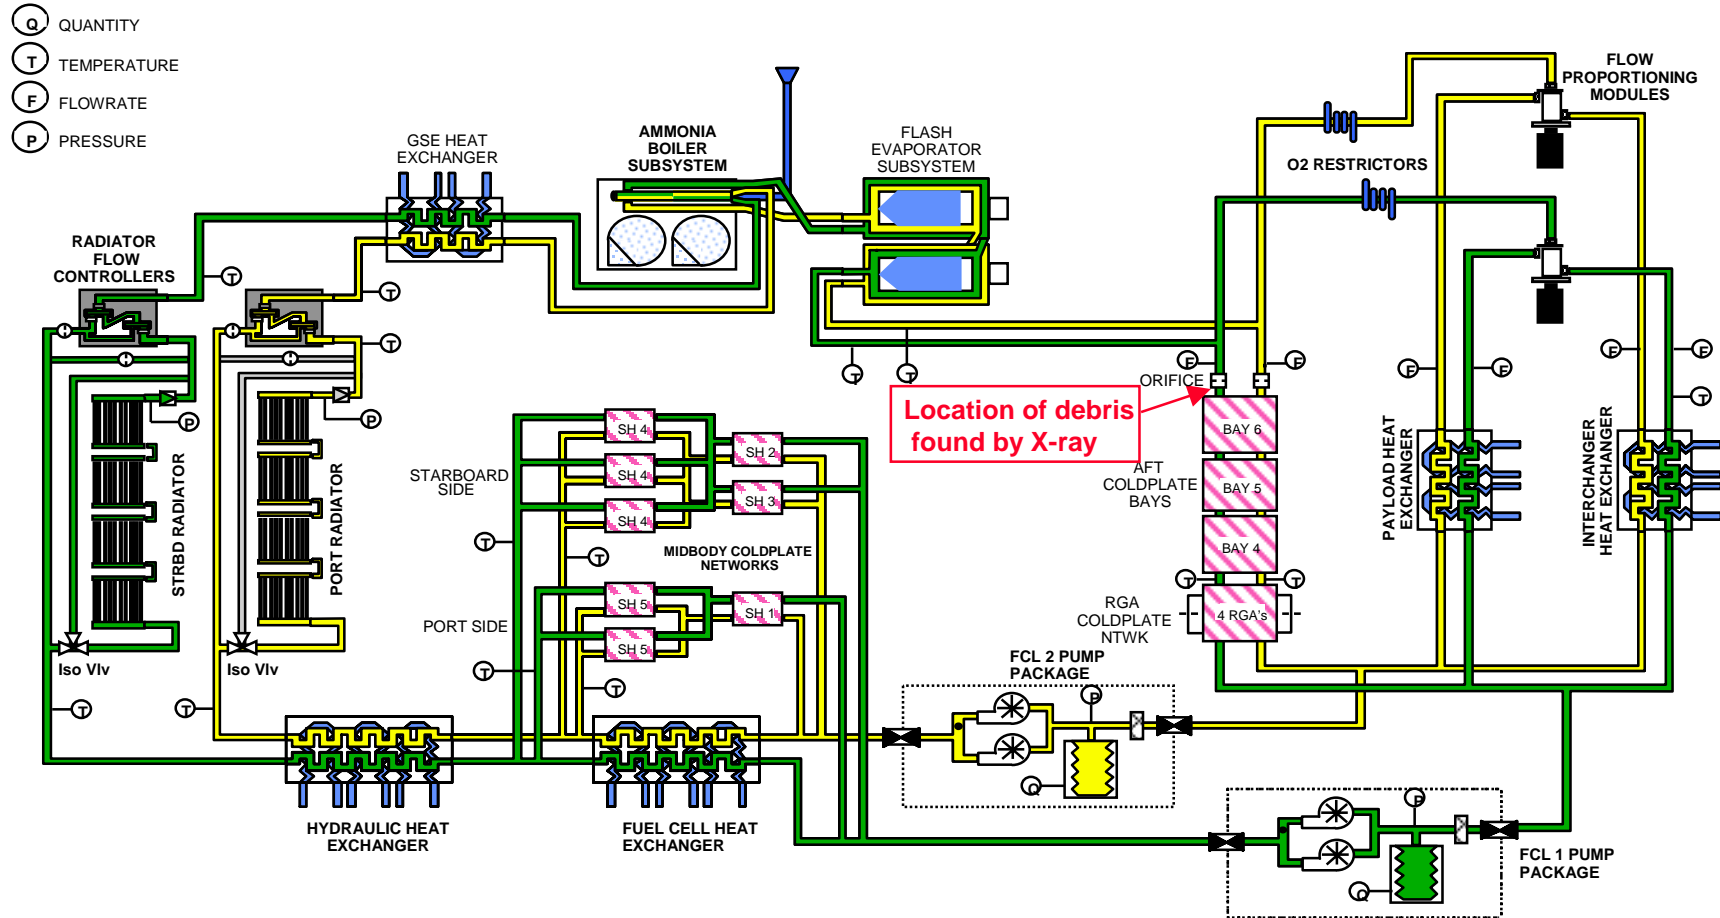 Q QUANTITY
T TEMPERATURE
F FLOWRATE
P PRESSURE
GSE HEAT
EXCHANGER
AMMONIA
BOILER
SUBSYSTEM
FLASH
EVAPORATOR
SUBSYSTEM
FLOW
PROPORTIONING
MODULES
O2 RESTRICTORS
RADIATOR
FLOW
CONTROLLERS
T
T
T
T
T
F
F
F
F
F
F
T
P
P
ORIFICE
Location of debris
found by X-ray
BAY 6
AFT
COLDPLATE
BAYS
BAY 5
BAY 4
T
T
RGA
COLDPLATE
NTWK
4 RGA's
STARBOARD
SIDE
SH 4
SH 4
SH 4
SH 2
SH 3
T
T
MIDBODY COLDPLATE
NETWORKS
PORT SIDE
SH 5
SH 5
SH 1
T
T
STRBD RADIATOR
PORT RADIATOR
Iso Vlv
Iso Vlv
T
T
PAYLOAD HEAT
EXCHANGER
INTERCHANGER
HEAT EXCHANGER
FCL 2 PUMP
PACKAGE
P
Q
HYDRAULIC HEAT
EXCHANGER
FUEL CELL HEAT
EXCHANGER
P
Q
FCL 1 PUMP
PACKAGE